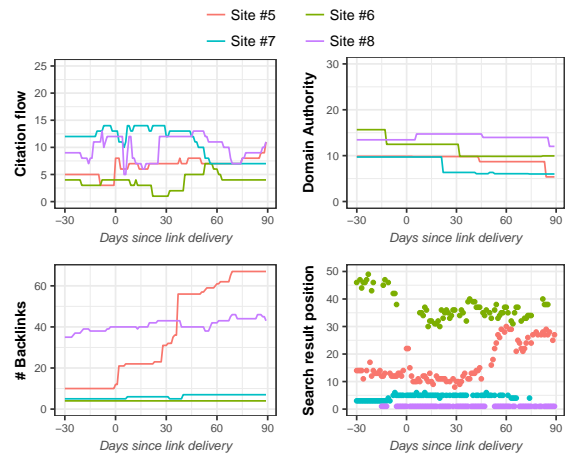 Site #5 Site #6
Site #7 Site #8
Citation flow
25
20
15
10
5
0
−30 0 30 60 90
Days since link delivery
Domain Authority
30
20
10
0
−30 0 30 60 90
Days since link delivery
# Backlinks
60
40
20
0
−30 0 30 60 90
Days since link delivery
Search result position
50
40
30
20
10
0
−30 0 30 60 90
Days since link delivery